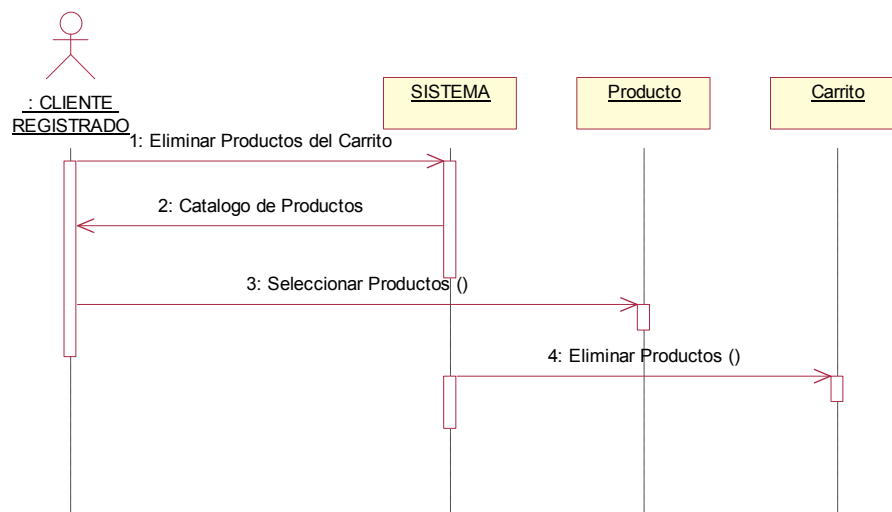 : CLIENTE
REGISTRADO
SISTEMA
Producto
Carrito
1: Eliminar Productos del Carrito
2: Catalogo de Productos
3: Seleccionar Productos ()
4: Eliminar Productos ()